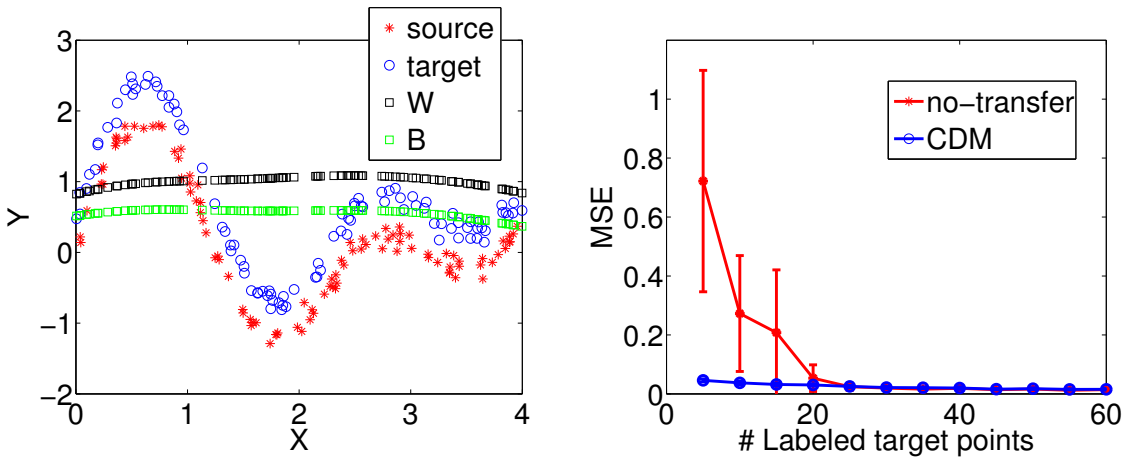 source
target
W
B
3
2
1
0
−1
−2
Y
0
1
2
3
4
X
no−transfer
CDM
1
0.8
0.6
0.4
0.2
0
MSE
0
20
40
60
# Labeled target points